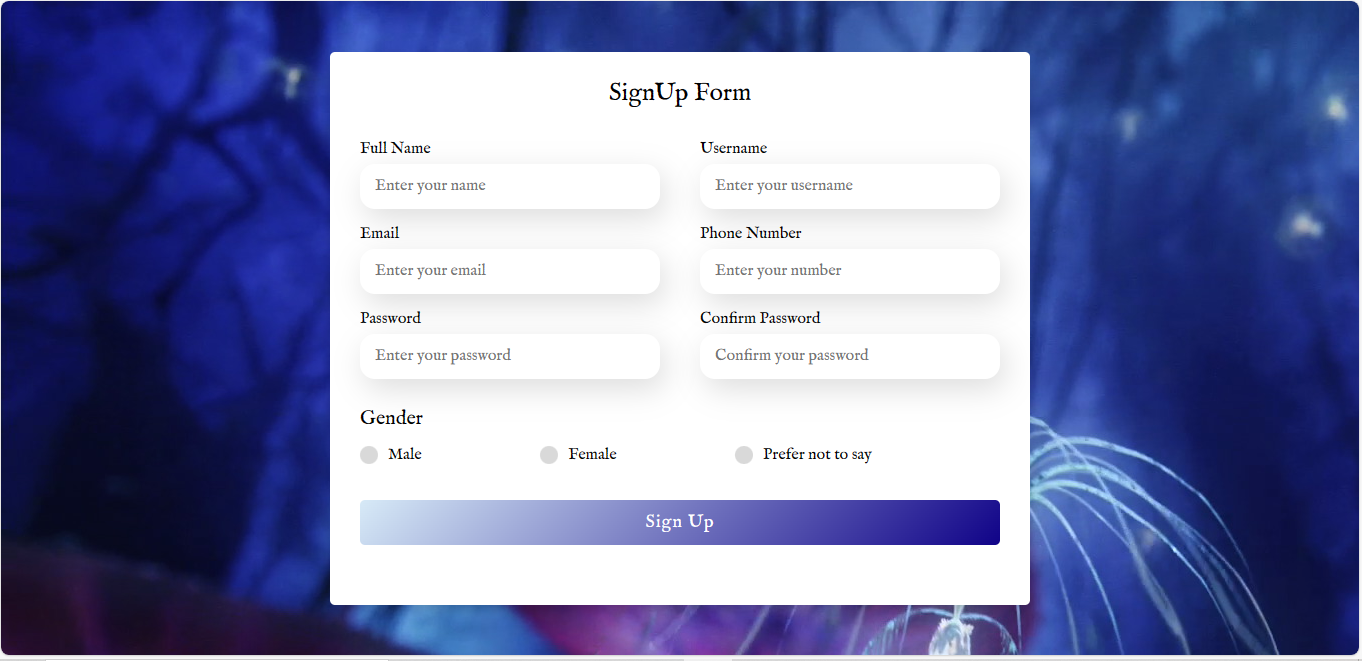 SignUp Form
Full Name
Username
Enter your name
Enter your username
Email
Phone Number
Enter your email
Enter your number
Password
Confirm Password
Enter your password
Confirm your password
Gender
Male
Female
Prefer not to say
Sign Up